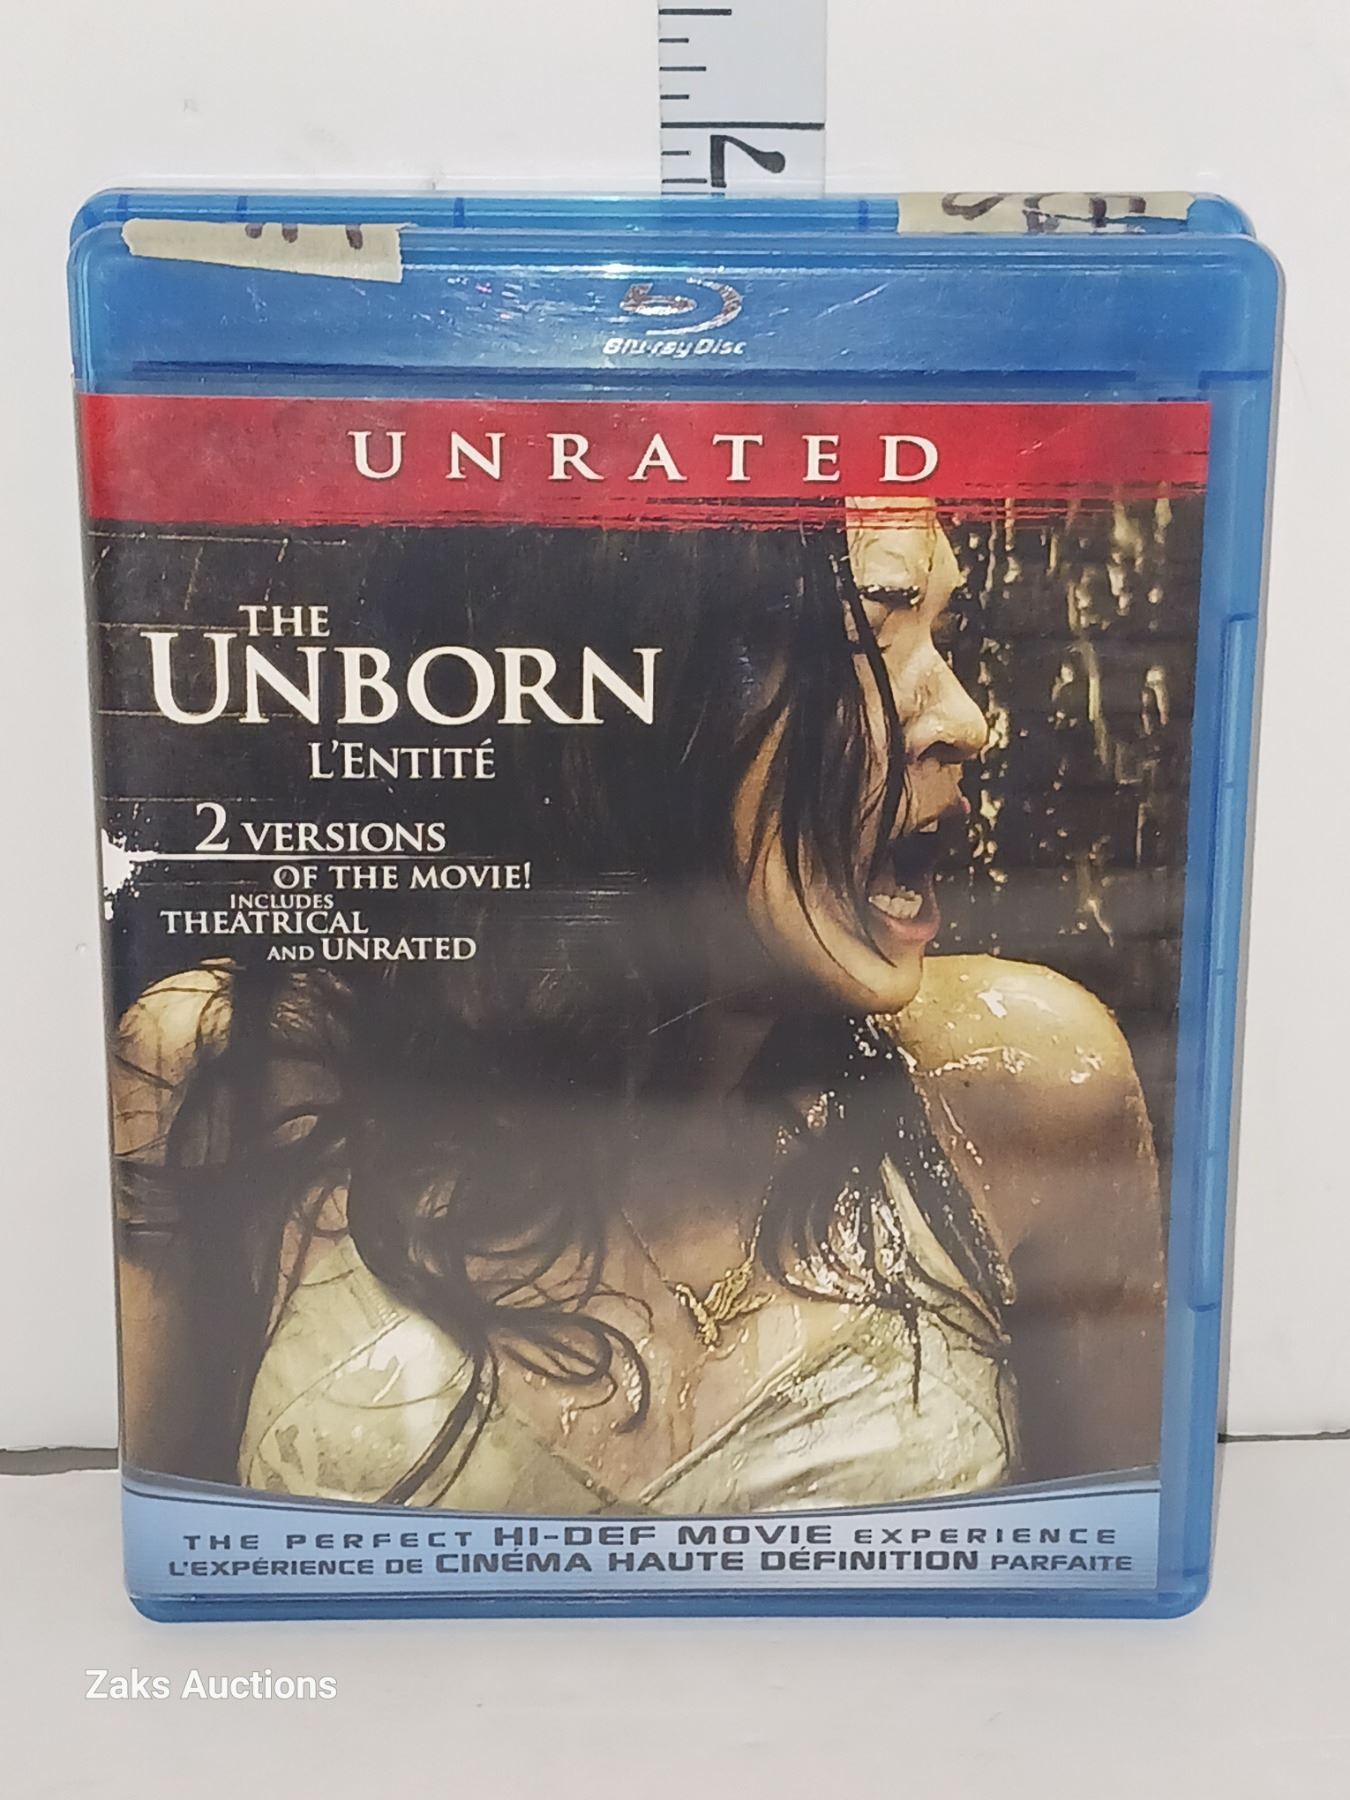 2
Blu-ray Disc
UNRATED
THE
UNBORN
L'ENTITÉ
2 VERSIONS
OF THE MOVIE!
INCLUDES
THEATRICAL
AND UNRATED
THE PERFECT HI-DEF MOVIE EXPERIENCE
L'EXPÉRIENCE DE CINÉMA HAUTE DÉFINITION PARFAITE
Zaks Auctions